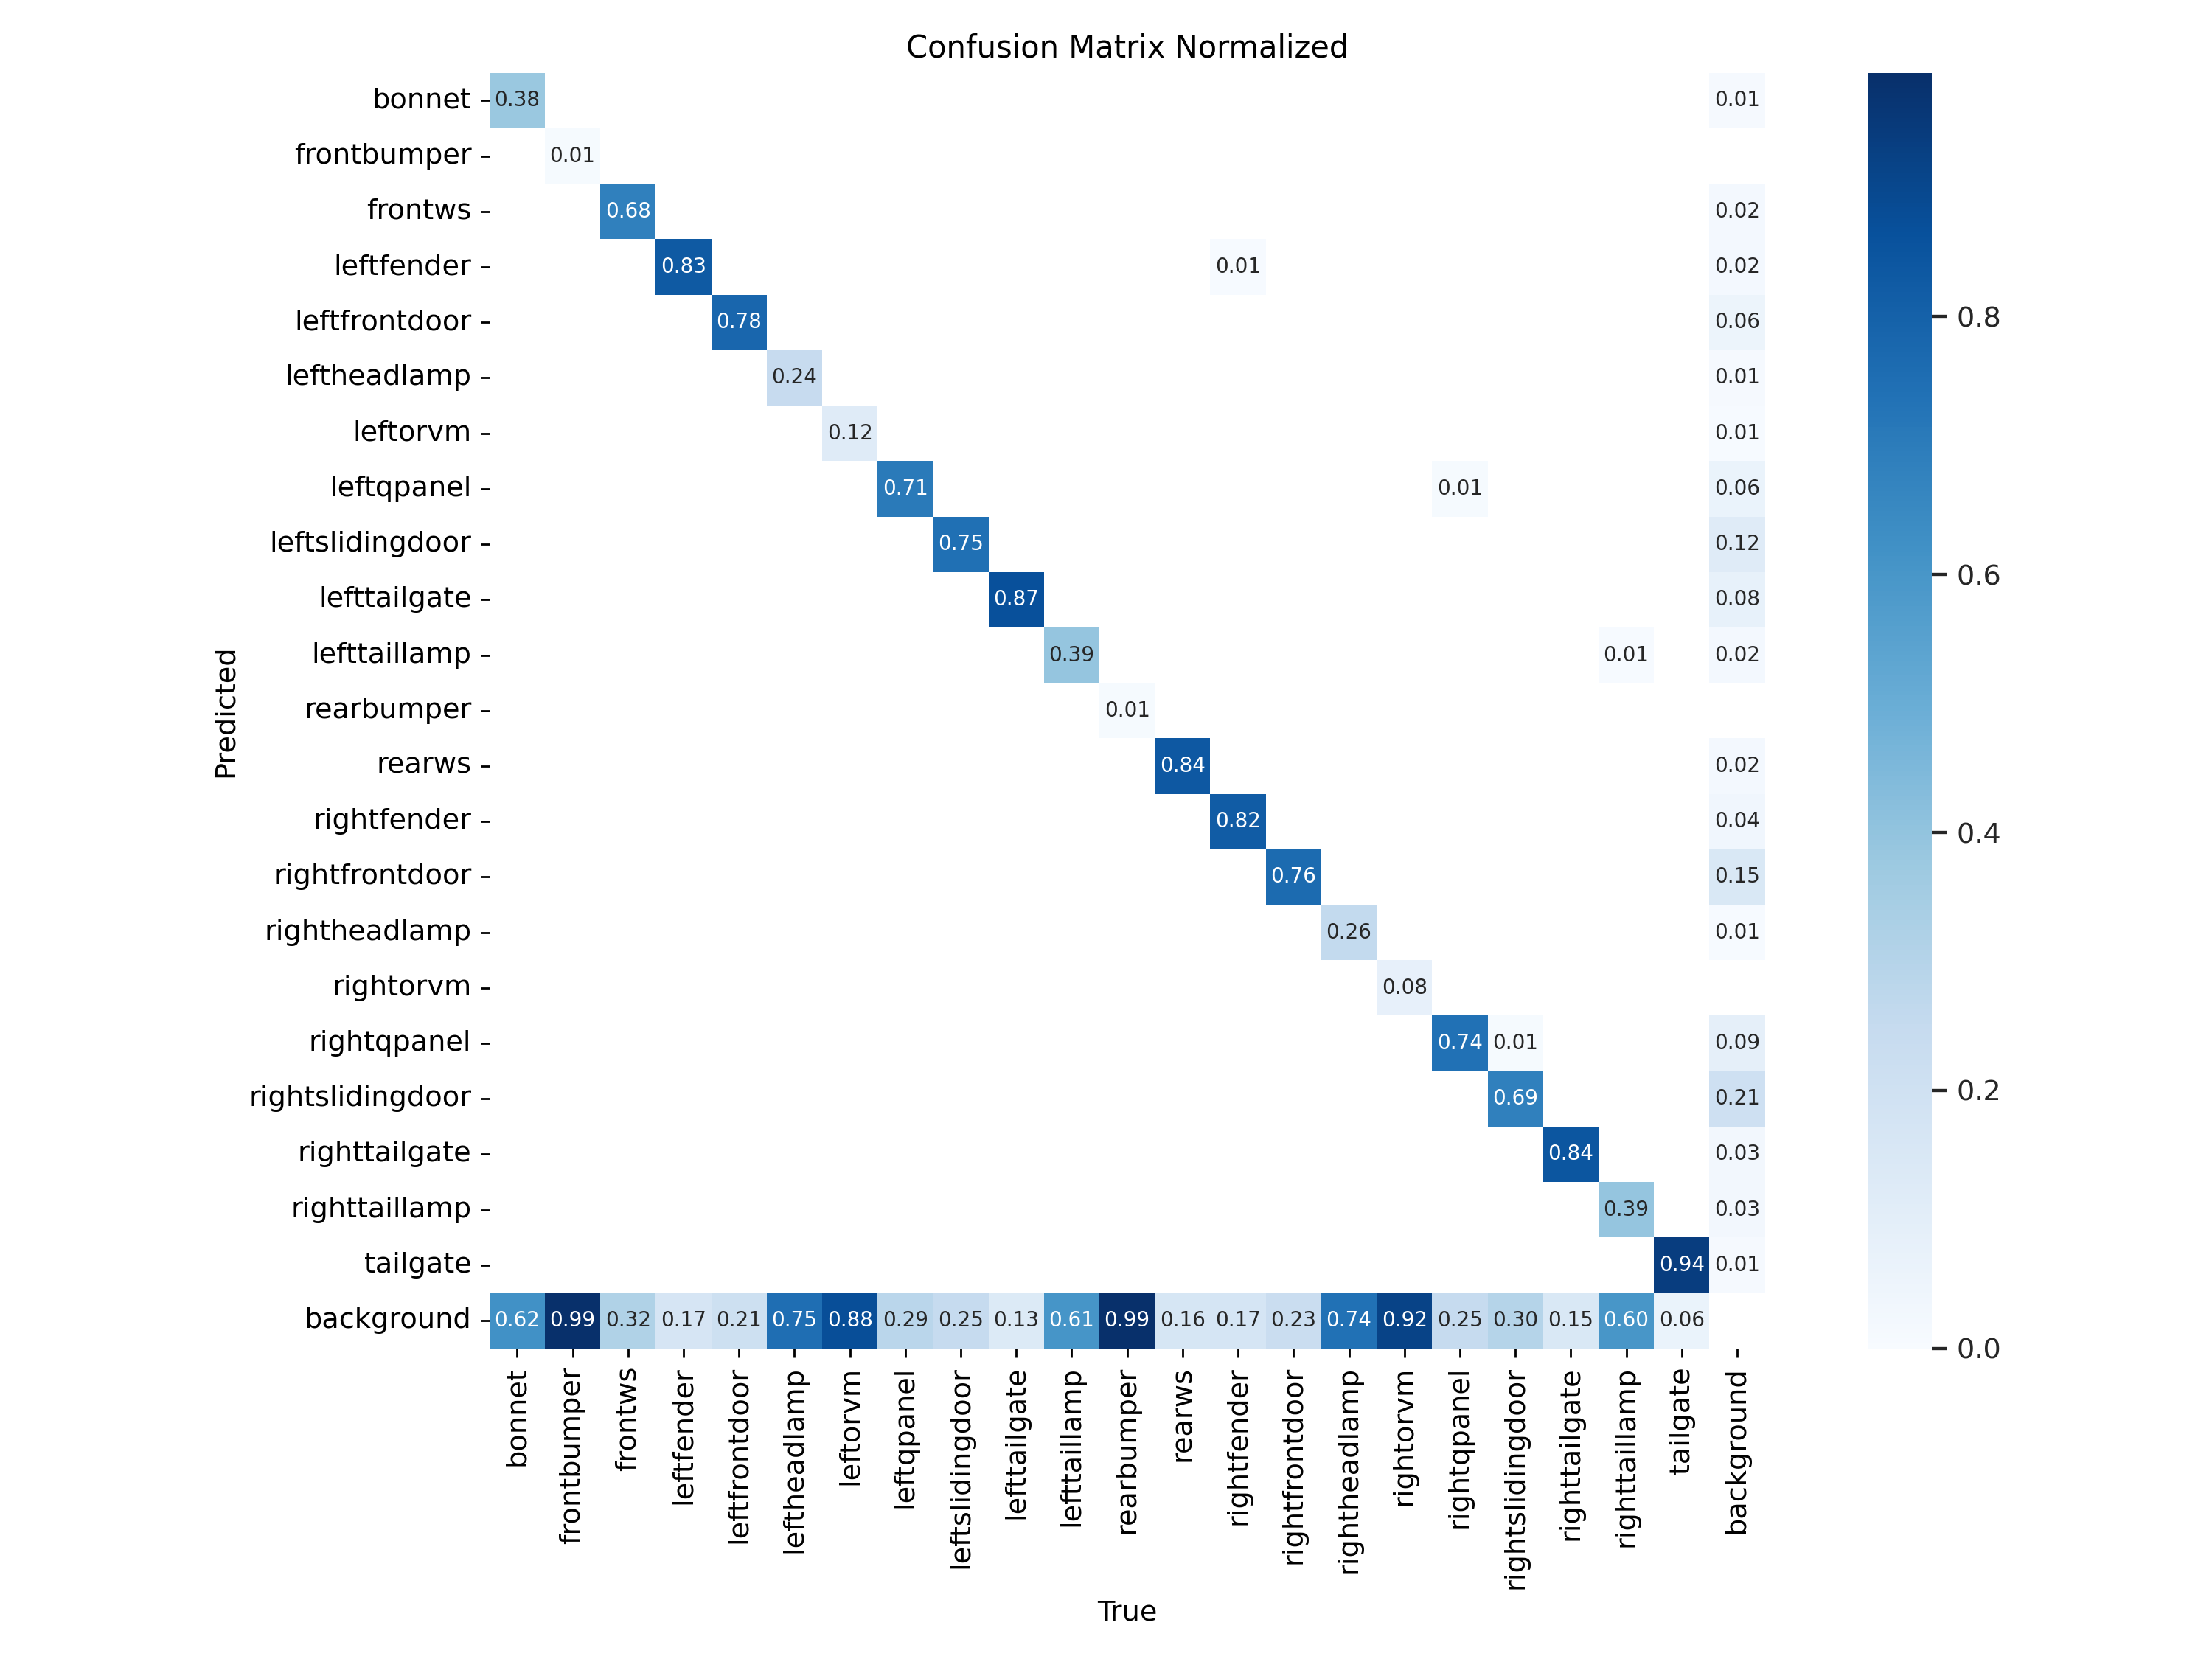 Confusion Matrix Normalized
bonnet 0.38 0.01
frontbumper 0.01
frontws 0.68 0.02
leftfender 0.83 0.01 0.02
leftfrontdoor 0.78 0.06
leftheadlamp 0.24 0.01
leftorvm 0.12 0.01
leftqpanel 0.71 0.01 0.06
leftslidingdoor 0.75 0.12
lefttailgate 0.87 0.08
lefttaillamp 0.39 0.01 0.02
rearbumper 0.01
rearws 0.84 0.02
rightfender 0.82 0.04
rightfrontdoor 0.76 0.15
rightheadlamp 0.26 0.01
rightorvm 0.08
rightqpanel 0.74 0.01 0.09
rightslidingdoor 0.69 0.21
righttailgate 0.84 0.03
righttaillamp 0.39 0.03
tailgate 0.94 0.01
background 0.62 0.99 0.32 0.17 0.21 0.75 0.88 0.29 0.25 0.13 0.61 0.99 0.16 0.17 0.23 0.74 0.92 0.25 0.30 0.15 0.60 0.06
Predicted
bonnet
frontbumper
frontws
leftfender
leftfrontdoor
leftheadlamp
leftorvm
leftqpanel
leftslidingdoor
lefttailgate
lefttaillamp
rearbumper
rearws
rightfender
rightfrontdoor
rightheadlamp
rightorvm
rightqpanel
rightslidingdoor
righttailgate
righttaillamp
tailgate
background
True
0.8
0.6
0.4
0.2
0.0